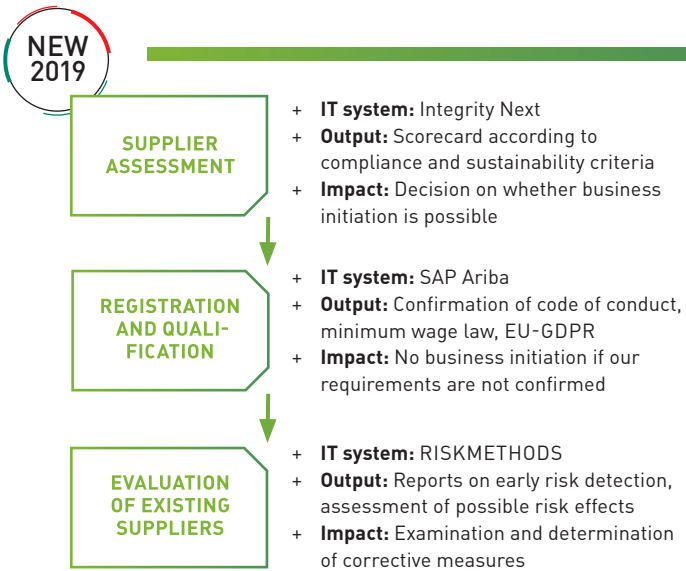 NEW
2019
SUPPLIER
ASSESSMENT
+ IT system: Integrity Next
+ Output: Scorecard according to
compliance and sustainability criteria
+ Impact: Decision on whether business
initiation is possible
REGISTRATION
AND QUALI-
FICATION
+ IT system: SAP Ariba
+ Output: Confirmation of code of conduct,
minimum wage law, EU-GDPR
+ Impact: No business initiation if our
requirements are not confirmed
EVALUATION
OF EXISTING
SUPPLIERS
+ IT system: RISKMETHODS
+ Output: Reports on early risk detection,
assessment of possible risk effects
+ Impact: Examination and determination
of corrective measures